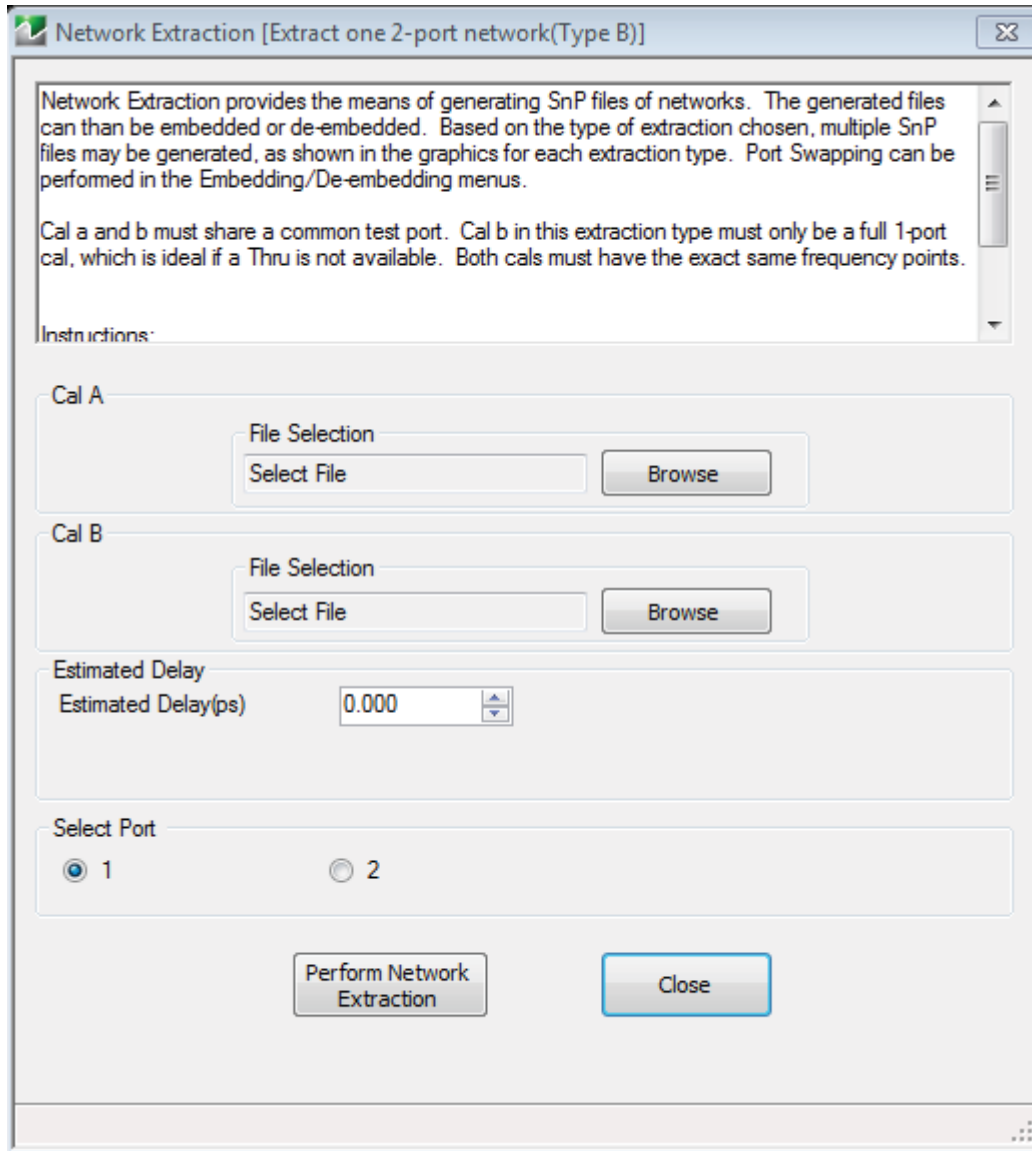 Network Extraction [Extract one 2-port network(Type B)]
Network Extraction provides the means of generating SnP files of networks.  The generated files
can than be embedded or de-embedded.  Based on the type of extraction chosen, multiple SnP
files may be generated, as shown in the graphics for each extraction type.  Port Swapping can be
performed in the Embedding/De-embedding menus.
Cal a and b must share a common test port.  Cal b in this extraction type must only be a full 1-port
cal, which is ideal if a Thru is not available.  Both cals must have the exact same frequency points.
Instructions:
Cal A
File Selection
Select File
Browse
Cal B
File Selection
Select File
Browse
Estimated Delay
Estimated Delay(ps)
0.000
Select Port
1
2
Perform Network
Extraction
Close